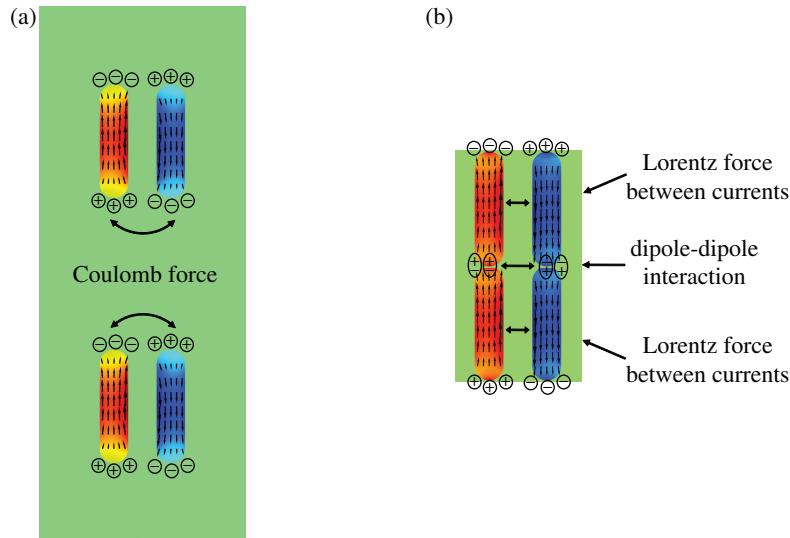 (a)
Coulomb force
(b)
Lorentz force
between currents
dipole-dipole
interaction
Lorentz force
between currents